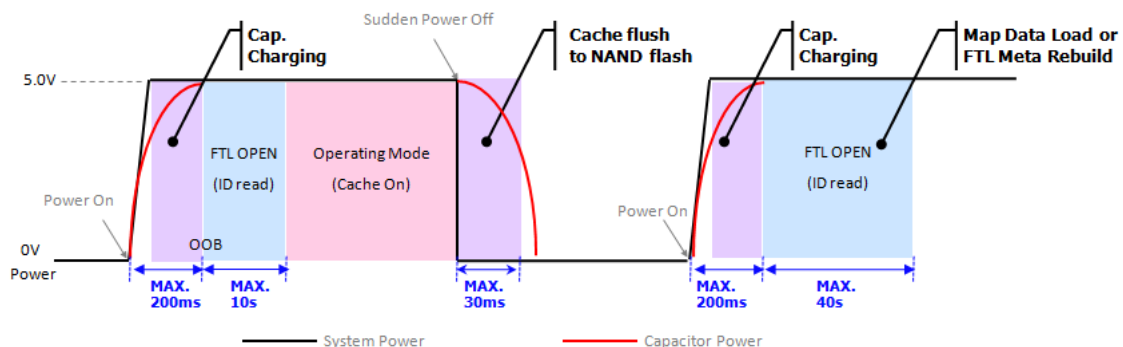 Sudden Power Off
Cap.
Charging
Cache flush
to NAND flash
Cap.
Charging
Map Data Load or
FTL Meta Rebuild
5.0V
FTL OPEN
(ID read)
Operating Mode
(Cache On)
FTL OPEN
(ID read)
Power On
Power On
OOB
0V
Power
MAX.
200ms
MAX.
10s
MAX.
30ms
MAX.
200ms
MAX.
40s
System Power
Capacitor Power